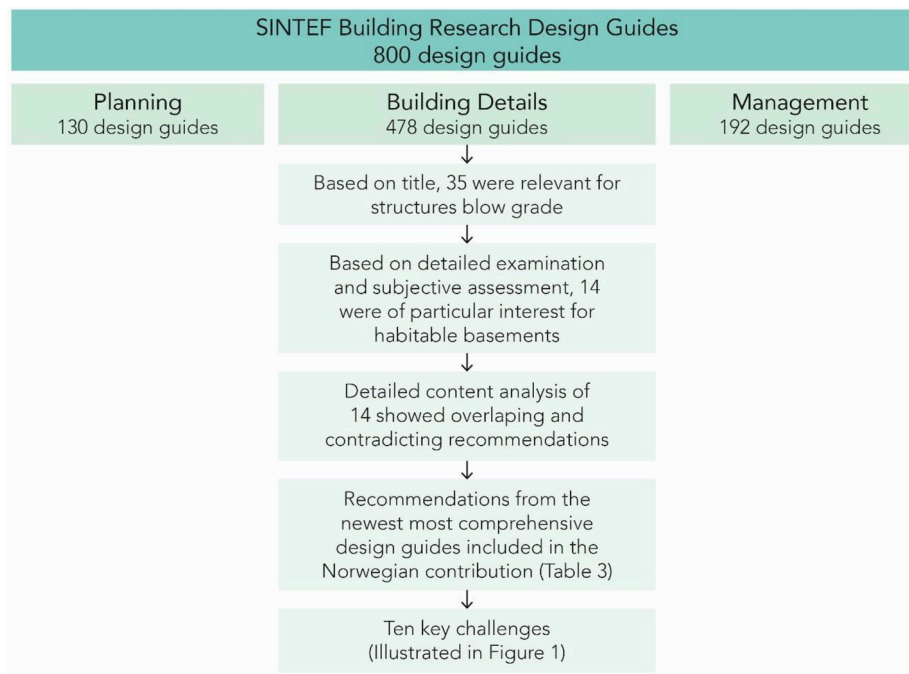 SINTEF Building Research Design Guides
800 design guides
Planning
130 design guides
Building Details
478 design guides
Management
192 design guides
Based on title, 35 were relevant for
structures blow grade
Based on detailed examination
and subjective assessment, 14
were of particular interest for
habitable basements
Detailed content analysis of
14 showed overlaping and
contradicting recommendations
Recommendations from the
newest most comprehensive
design guides included in the
Norwegian contribution (Table 3)
Ten key challenges
(Illustrated in Figure 1)